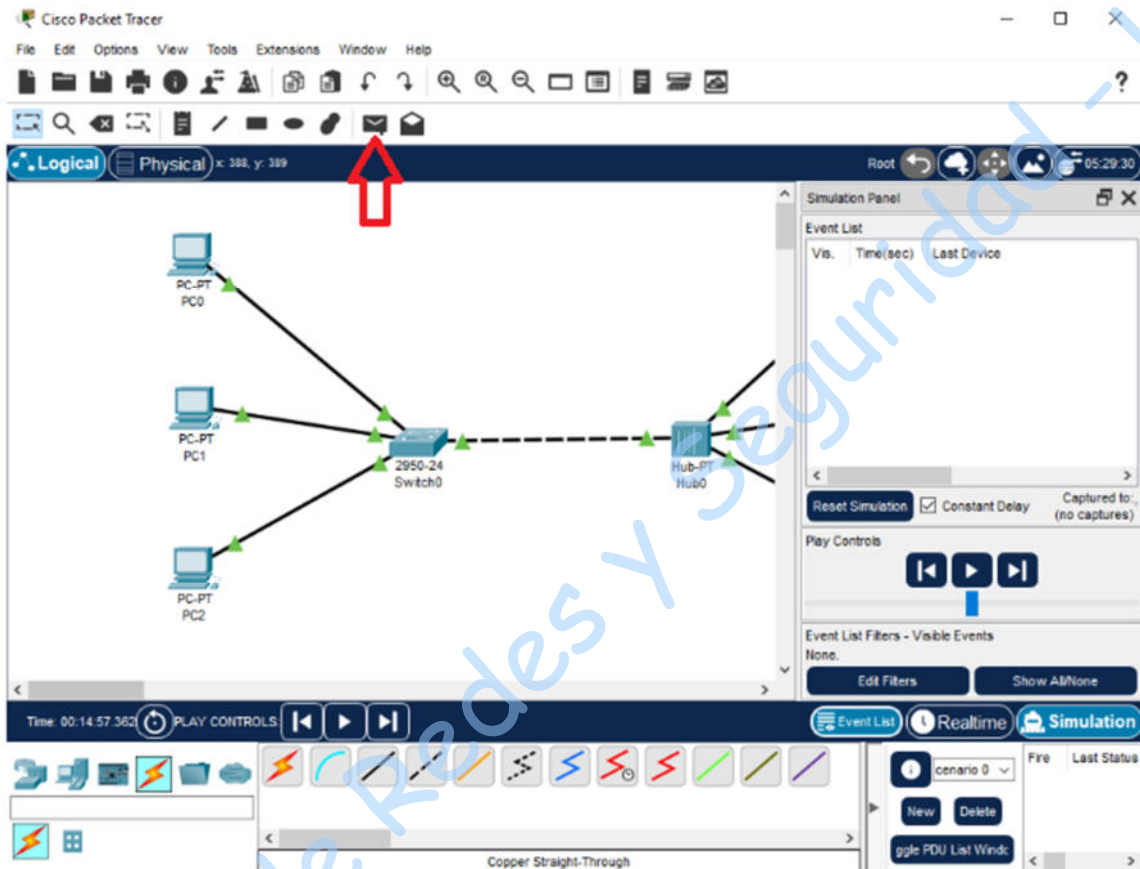 Cisco Packet Tracer
File Edit Options View Tools Extensions Window Help
?
Logical Physical x: 388, y: 389 Root 05:29:30
Simulation Panel
Event List
Vis. Time(sec) Last Device
PC-PT
PC0
PC-PT
PC1
2950-24
Switch0
Hub-PT
Hub0
PC-PT
PC2
Reset Simulation Constant Delay Captured to:,
(no captures)
Play Controls
Event List Filters - Visible Events
None.
Edit Filters Show All/None
Time: 00:14:57.362 PLAY CONTROLS: Event List Realtime Simulation
cenario 0 Fire Last Status
New Delete
ggle PDU List Windo
Copper Straight-Through
de Redes y Seguridad -